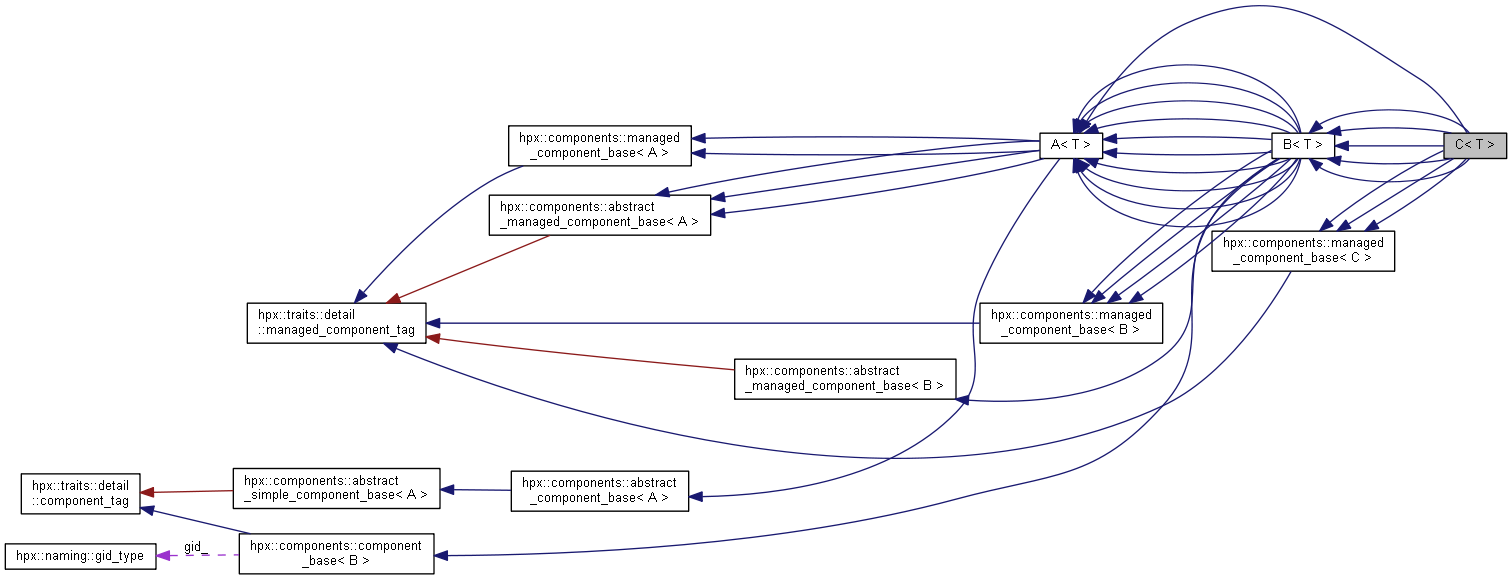 hpx::components::managed
_component_base< A >
A< T >
B< T >
C< T >
hpx::components::abstract
_managed_component_base< A >
hpx::components::managed
_component_base< C >
hpx::traits::detail
::managed_component_tag
hpx::components::managed
_component_base< B >
hpx::components::abstract
_managed_component_base< B >
hpx::traits::detail
::component_tag
hpx::components::abstract
_simple_component_base< A >
hpx::components::abstract
_component_base< A >
hpx::naming::gid_type
gid_
hpx::components::component
_base< B >